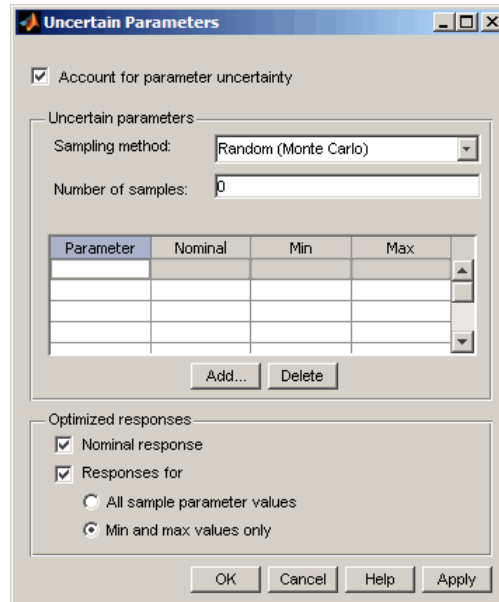 Uncertain Parameters
Account for parameter uncertainty
Uncertain parameters
Sampling method: Random (Monte Carlo)
Number of samples: 0
Parameter Nominal Min Max
Add... Delete
Optimized responses
Nominal response
Responses for
All sample parameter values
Min and max values only
OK Cancel Help Apply